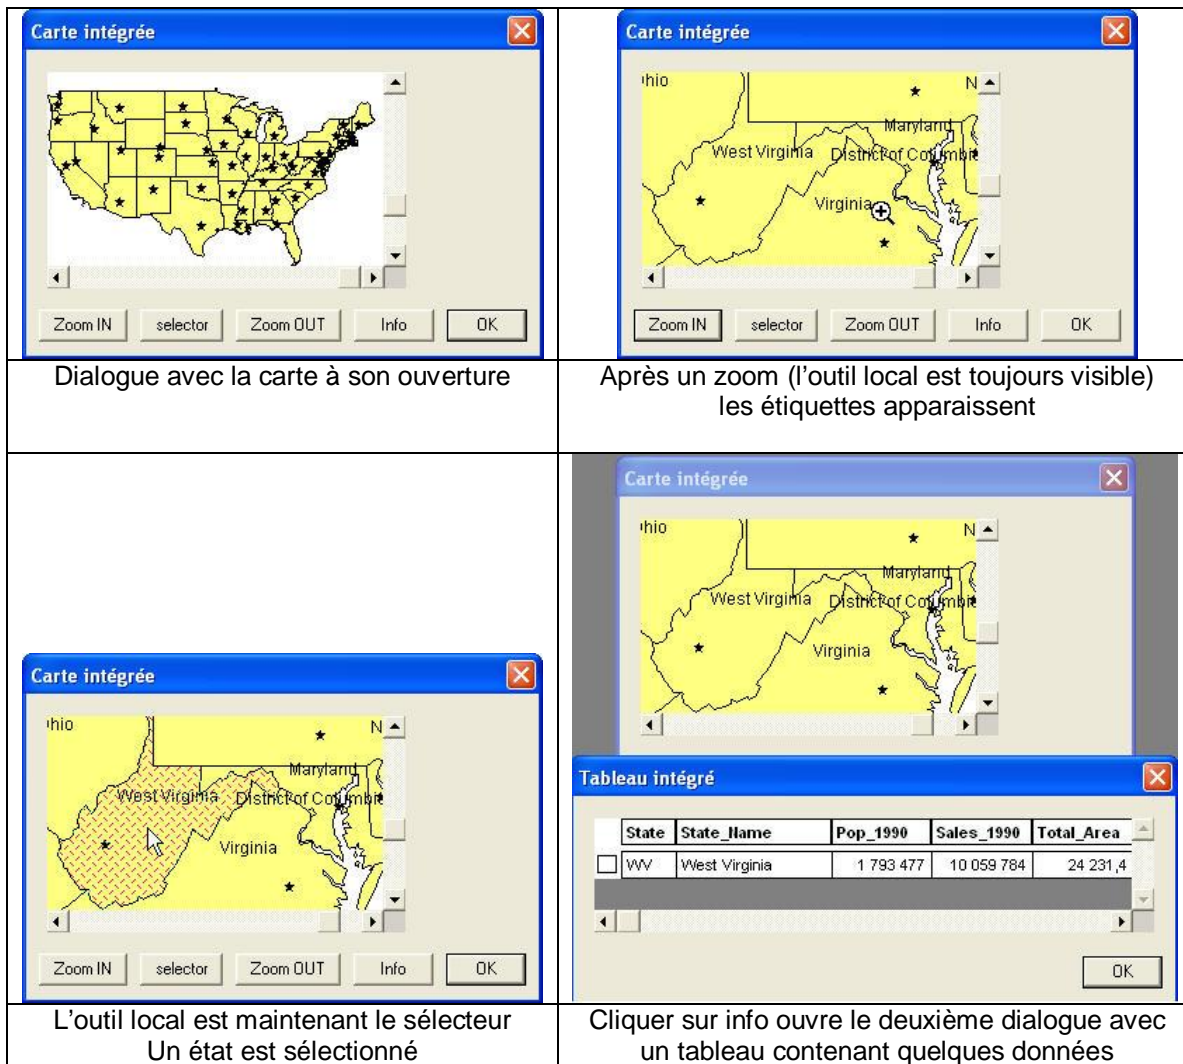 Carte intégrée
Zoom IN selector Zoom OUT Info OK
Dialogue avec la carte à son ouverture
Carte intégrée
hio N
Maryland
West Virginia District of Columbi
Virginia
Zoom IN selector Zoom OUT Info OK
Après un zoom (l'outil local est toujours visible)
les étiquettes apparaissent
Carte intégrée
hio N
Maryland
West Virginia District of Columbi
Virginia
Zoom IN selector Zoom OUT Info OK
L'outil local est maintenant le sélecteur
Un état est sélectionné
Carte intégrée
hio N
Maryland
West Virginia District of Columbi
Virginia
Tableau intégré
State State_Name Pop_1990 Sales_1990 Total_Area
WV West Virginia 1 793 477 10 059 784 24 231,4
OK
Cliquer sur info ouvre le deuxième dialogue avec
un tableau contenant quelques données